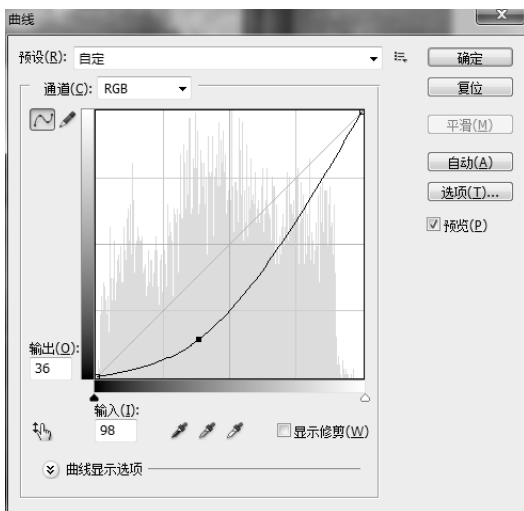 曲线
预设(R): 自定
确定
通道(C): RGB
复位
平滑(M)
自动(A)
选项(T)...
预览(P)
输出(O):
36
输入(I):
98
显示修剪(W)
曲线显示选项